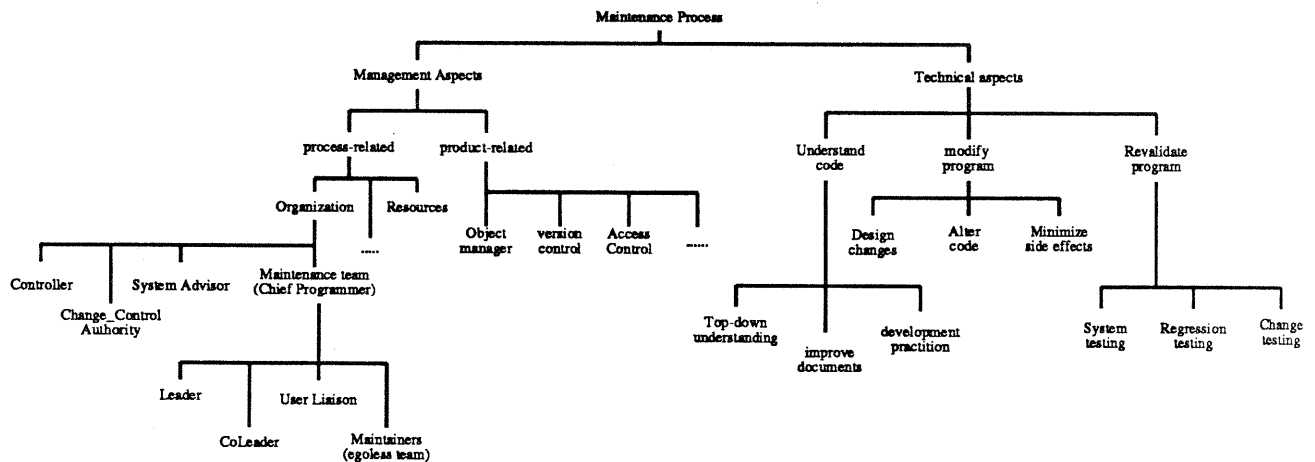 Maintenance Process
Management Aspects
Technical aspects
process-related
product-related
Understand
code
modify
program
Revalidate
program
Organization
.....
Resources
Object
manager
version
control
Access
Control
.....
Design
changes
Alter
code
Minimize
side effects
Controller
Change_Control
Authority
System Advisor
Maintenance team
(Chief Programmer)
Top-down
understanding
improve
documents
development
practition
System
testing
Regression
testing
Change
testing
Leader
CoLeader
User Liaison
Maintainers
(egoless team)